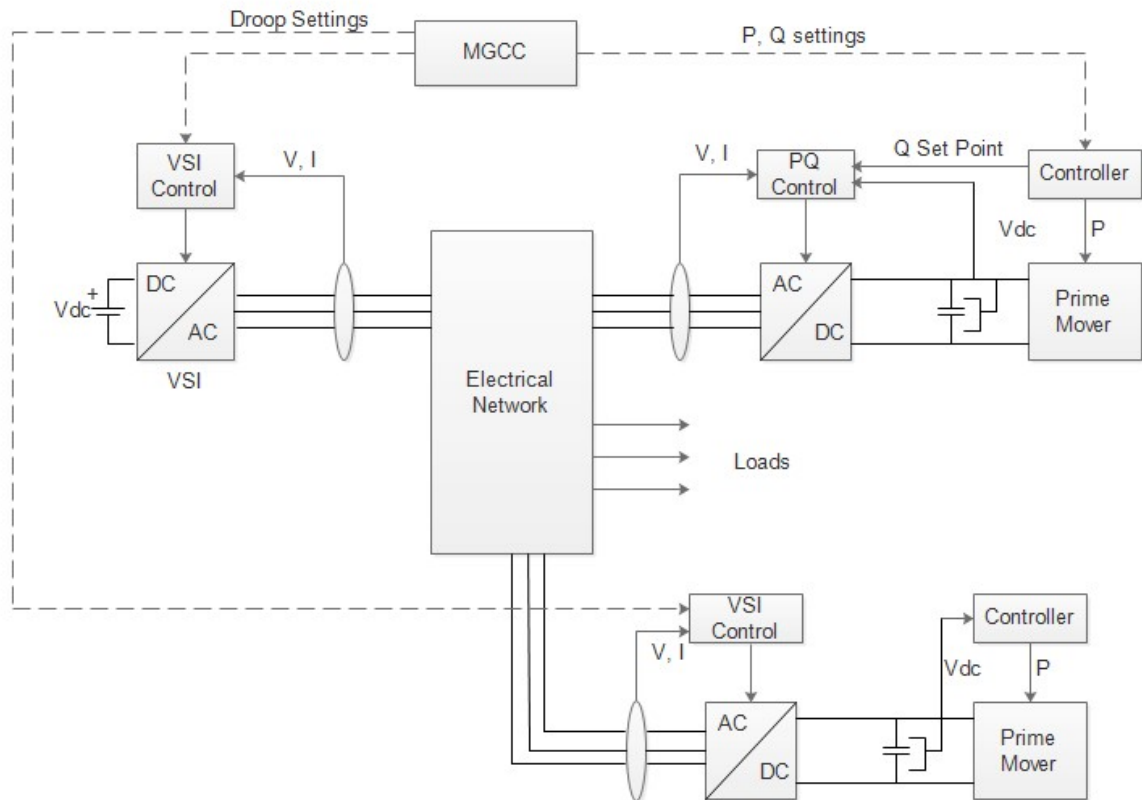 Droop Settings
MGCC
P, Q settings
VSI
Control
V, I
V, I
PQ
Control
Q Set Point
Controller
Vdc
P
Vdc
+
DC
AC
VSI
AC
DC
Prime
Mover
Electrical
Network
Loads
VSI
Control
V, I
Controller
Vdc
P
AC
DC
Prime
Mover